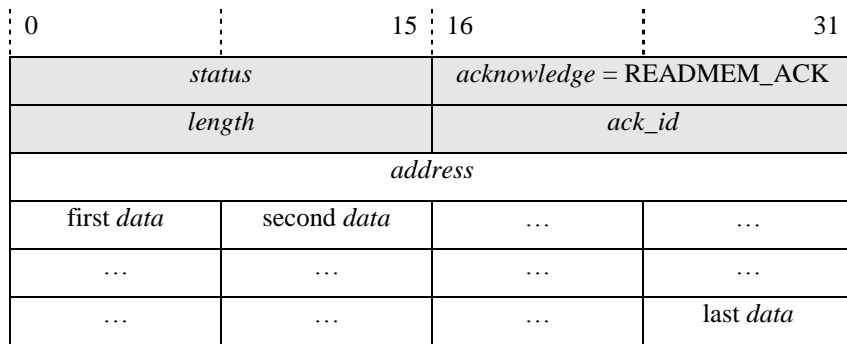 0 15 16 31
status acknowledge = READMEM_ACK
length ack_id
address
first data second data … …
… … … …
… … … last data